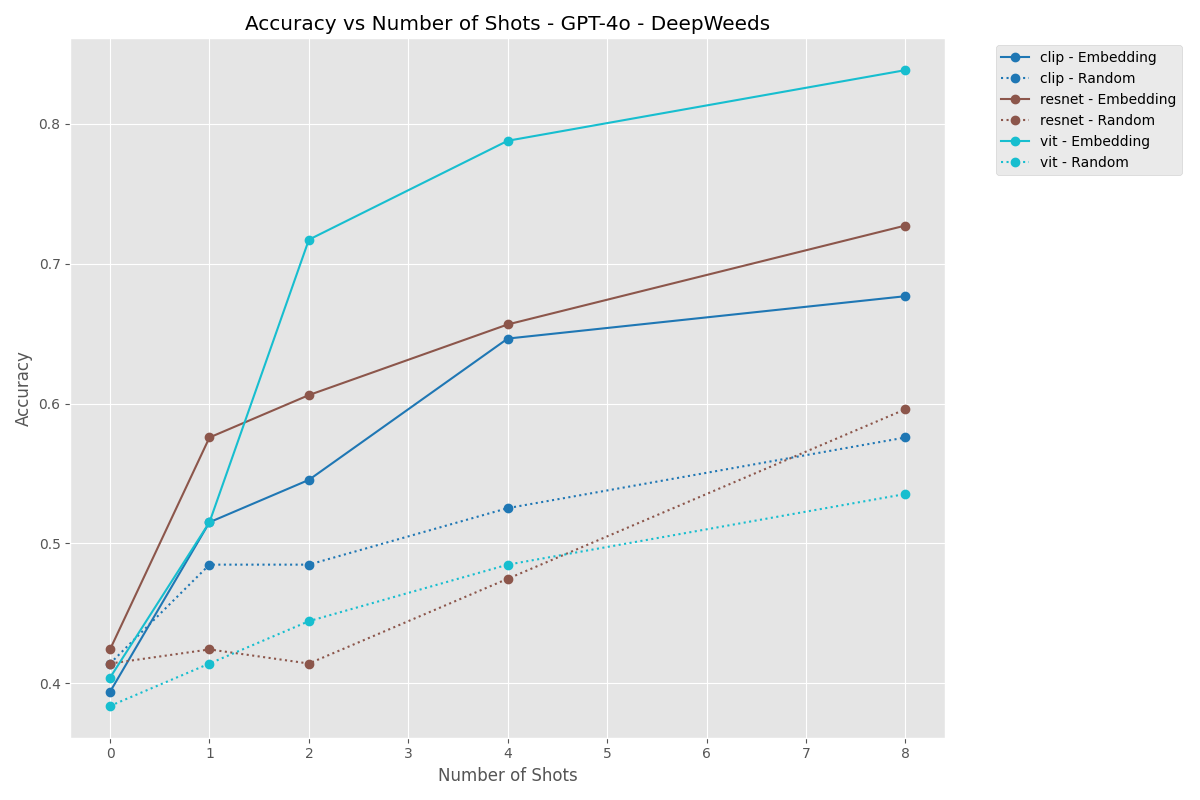 Accuracy vs Number of Shots - GPT-4o - DeepWeeds
clip - Embedding
clip - Random
resnet - Embedding
resnet - Random
vit - Embedding
vit - Random
Accuracy
0.8
0.7
0.6
0.5
0.4
0 1 2 3 4 5 6 7 8
Number of Shots